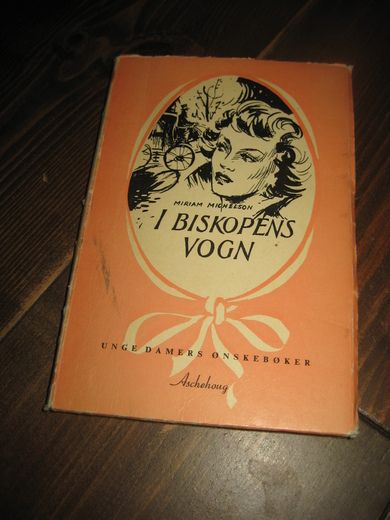 MIRIAM MICHELSON
I BISKOPENS
VOGN
UNGE DAMERS ØNSKEBØKER
Aschehoug